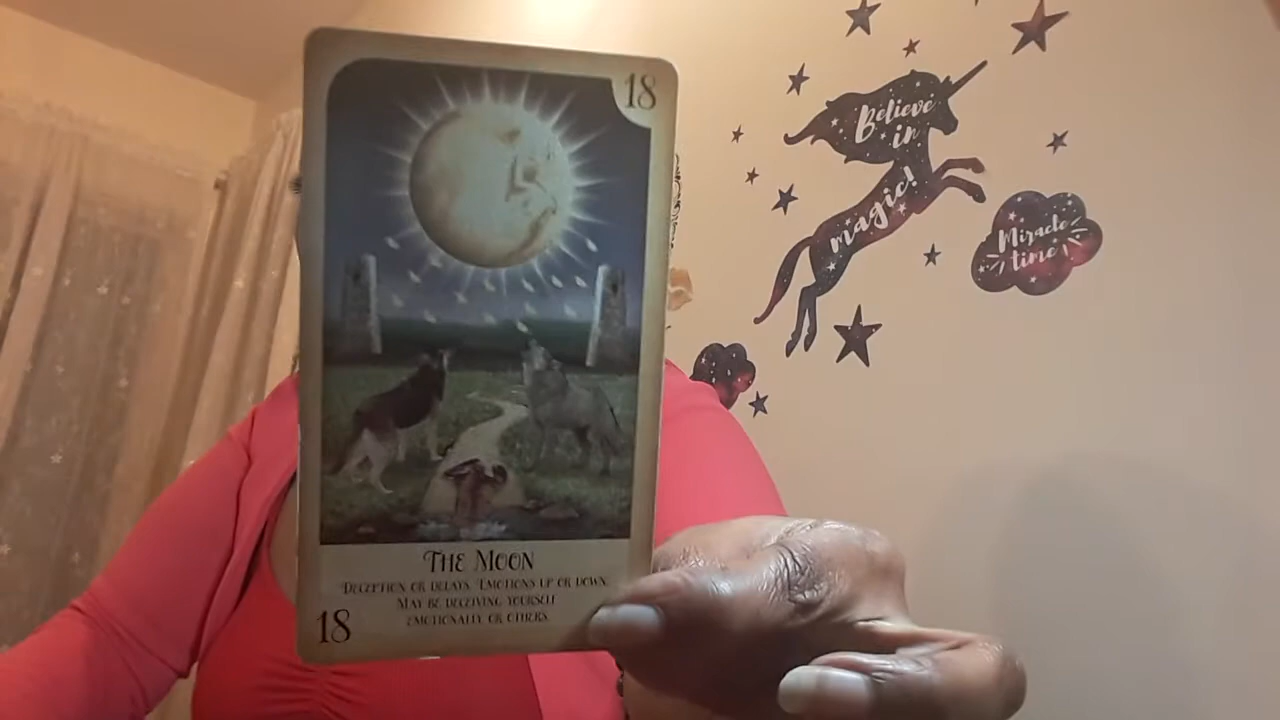 18
THE MOON
DECEPTION OR DELAYS. EMOTIONS UP OR DOWN.
MAY BE DECEIVING YOURSELF
EMOTIONALLY OR OTHERS.
18
Believe
in
magic!
Miracle
time